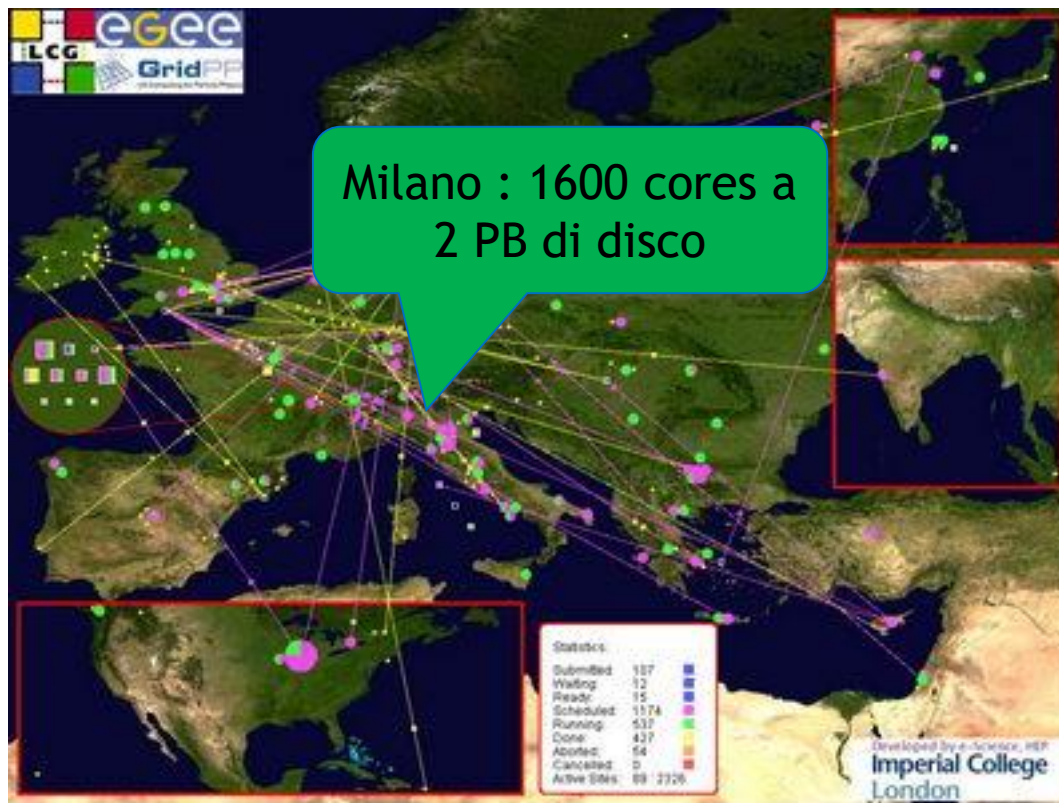 LCG
egee
GridPP
Milano : 1600 cores a
2 PB di disco
Statistics:
Submitted: 107
Waiting: 12
Ready: 15
Scheduled: 1174
Running: 537
Done: 427
Aborted: 54
Cancelled: 0
Active Sites:
Developed by e-Science, HEP
Imperial College
London